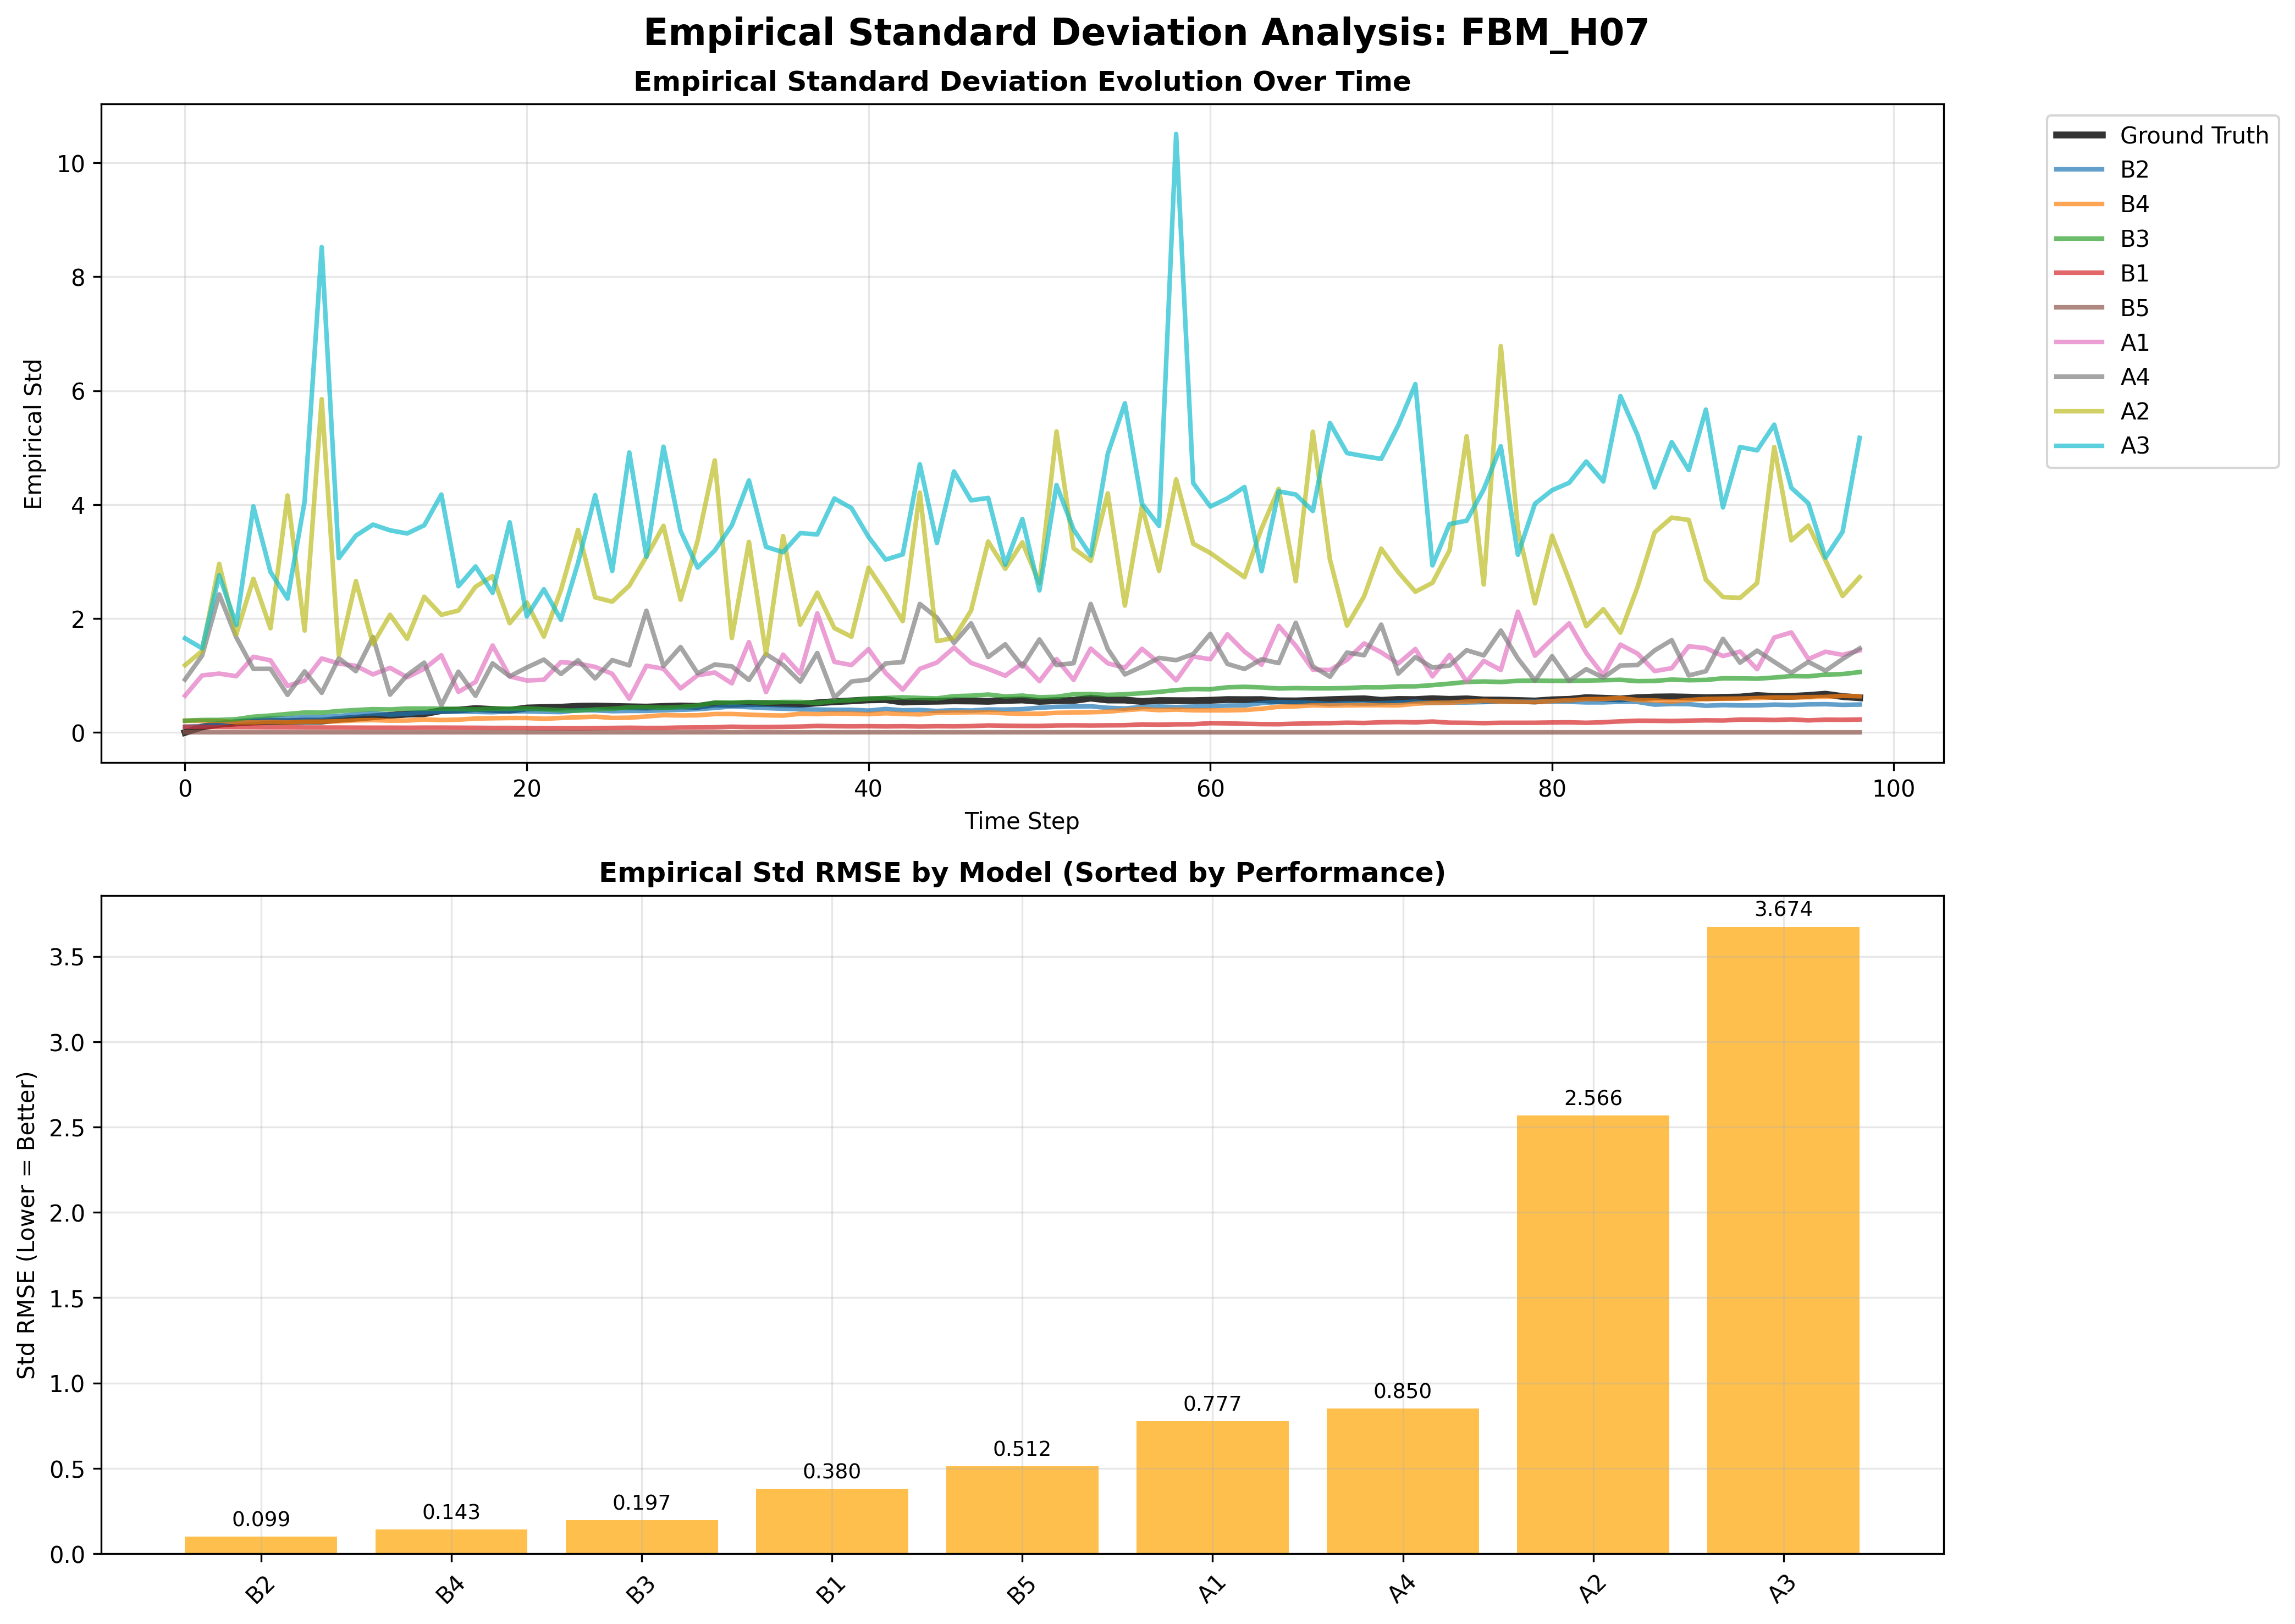 Empirical Standard Deviation Analysis: FBM_H07
Empirical Standard Deviation Evolution Over Time
Empirical Std
10
8
6
4
2
0
0 20 40 60 80 100
Time Step
Ground Truth
B2
B4
B3
B1
B5
A1
A4
A2
A3
Empirical Std RMSE by Model (Sorted by Performance)
Std RMSE (Lower = Better)
3.5
3.0
2.5
2.0
1.5
1.0
0.5
0.0
0.099
0.143
0.197
0.380
0.512
0.777
0.850
2.566
3.674
B2 B4 B3 B1 B5 A1 A4 A2 A3